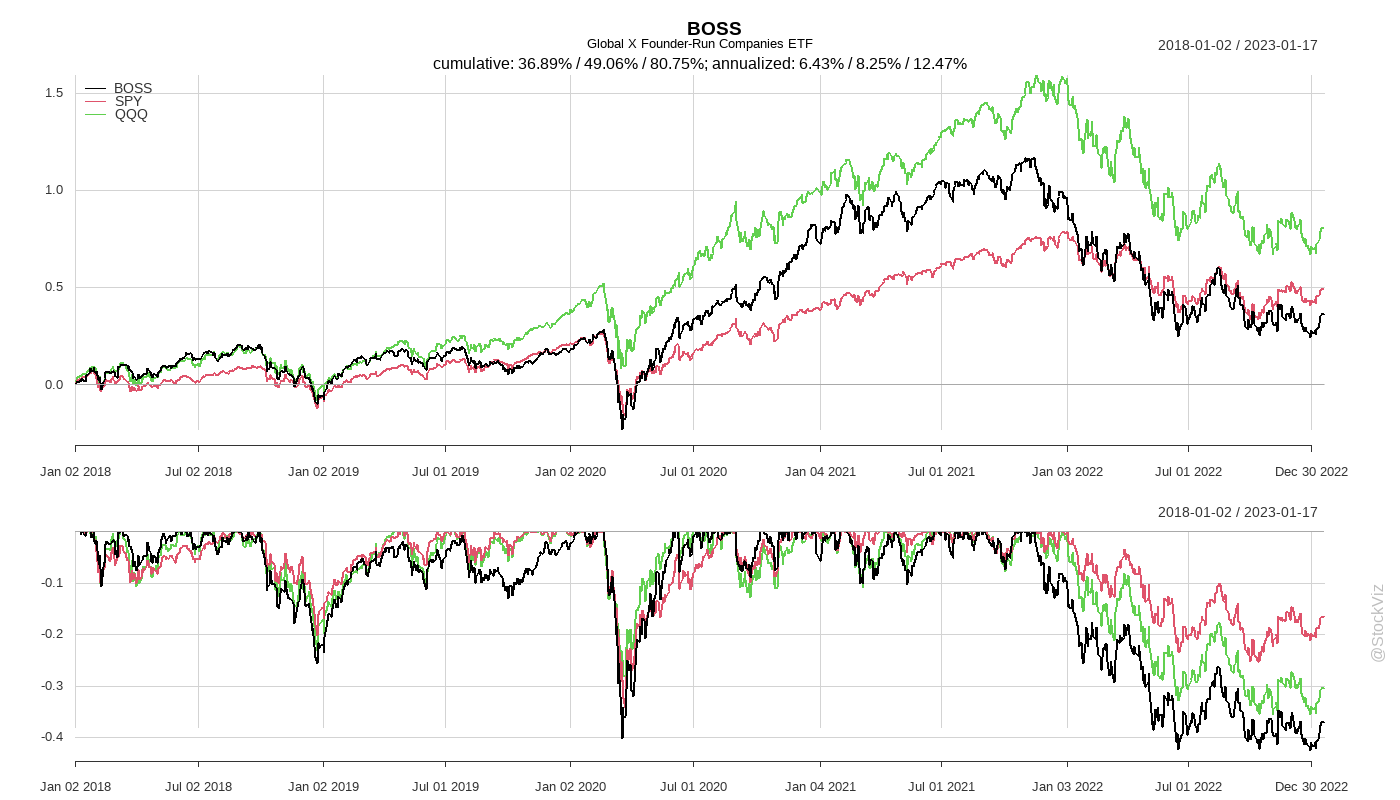 BOSS
Global X Founder-Run Companies ETF
2018-01-02 / 2023-01-17
cumulative: 36.89% / 49.06% / 80.75%; annualized: 6.43% / 8.25% / 12.47%
BOSS
SPY
QQQ
1.5
1.0
0.5
0.0
Jan 02 2018 Jul 02 2018 Jan 02 2019 Jul 01 2019 Jan 02 2020 Jul 01 2020 Jan 04 2021 Jul 01 2021 Jan 03 2022 Jul 01 2022 Dec 30 2022
2018-01-02 / 2023-01-17
-0.1
-0.2
-0.3
-0.4
Jan 02 2018 Jul 02 2018 Jan 02 2019 Jul 01 2019 Jan 02 2020 Jul 01 2020 Jan 04 2021 Jul 01 2021 Jan 03 2022 Jul 01 2022 Dec 30 2022
@StockViz